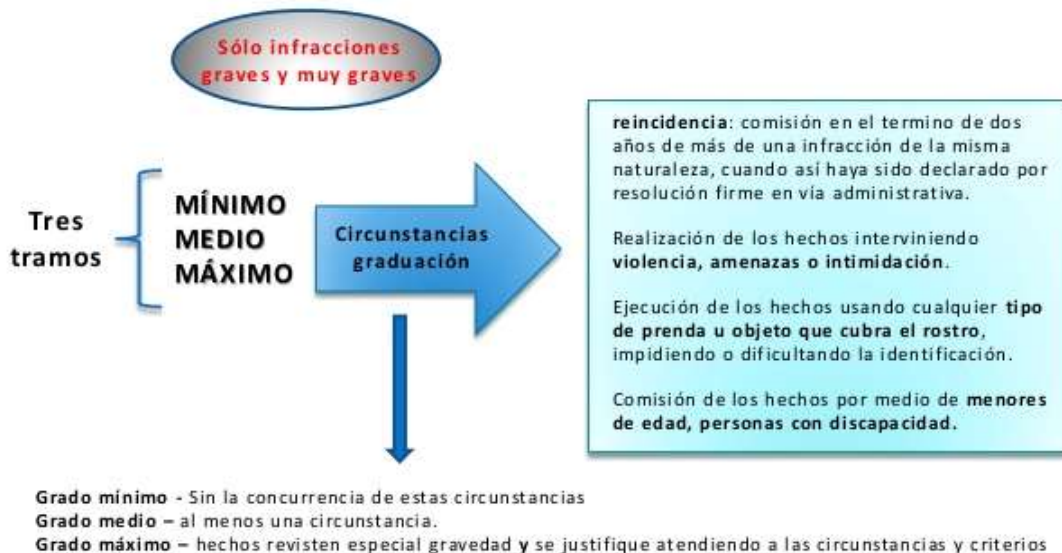 Sólo infracciones
graves y muy graves
Tres
tramos
MÍNIMO
MEDIO
MÁXIMO
Circunstancias
graduación
reincidencia: comisión en el termino de dos
años de más de una infracción de la misma
naturaleza, cuando así haya sido declarado por
resolución firme en vía administrativa.
Realización de los hechos interviniendo
violencia, amenazas o intimidación.
Ejecución de los hechos usando cualquier tipo
de prenda u objeto que cubra el rostro,
impidiendo o dificultando la identificación.
Comisión de los hechos por medio de menores
de edad, personas con discapacidad.
Grado mínimo - Sin la concurrencia de estas circunstancias
Grado medio – al menos una circunstancia.
Grado máximo – hechos revisten especial gravedad y se justifique atendiendo a las circunstancias y criterios